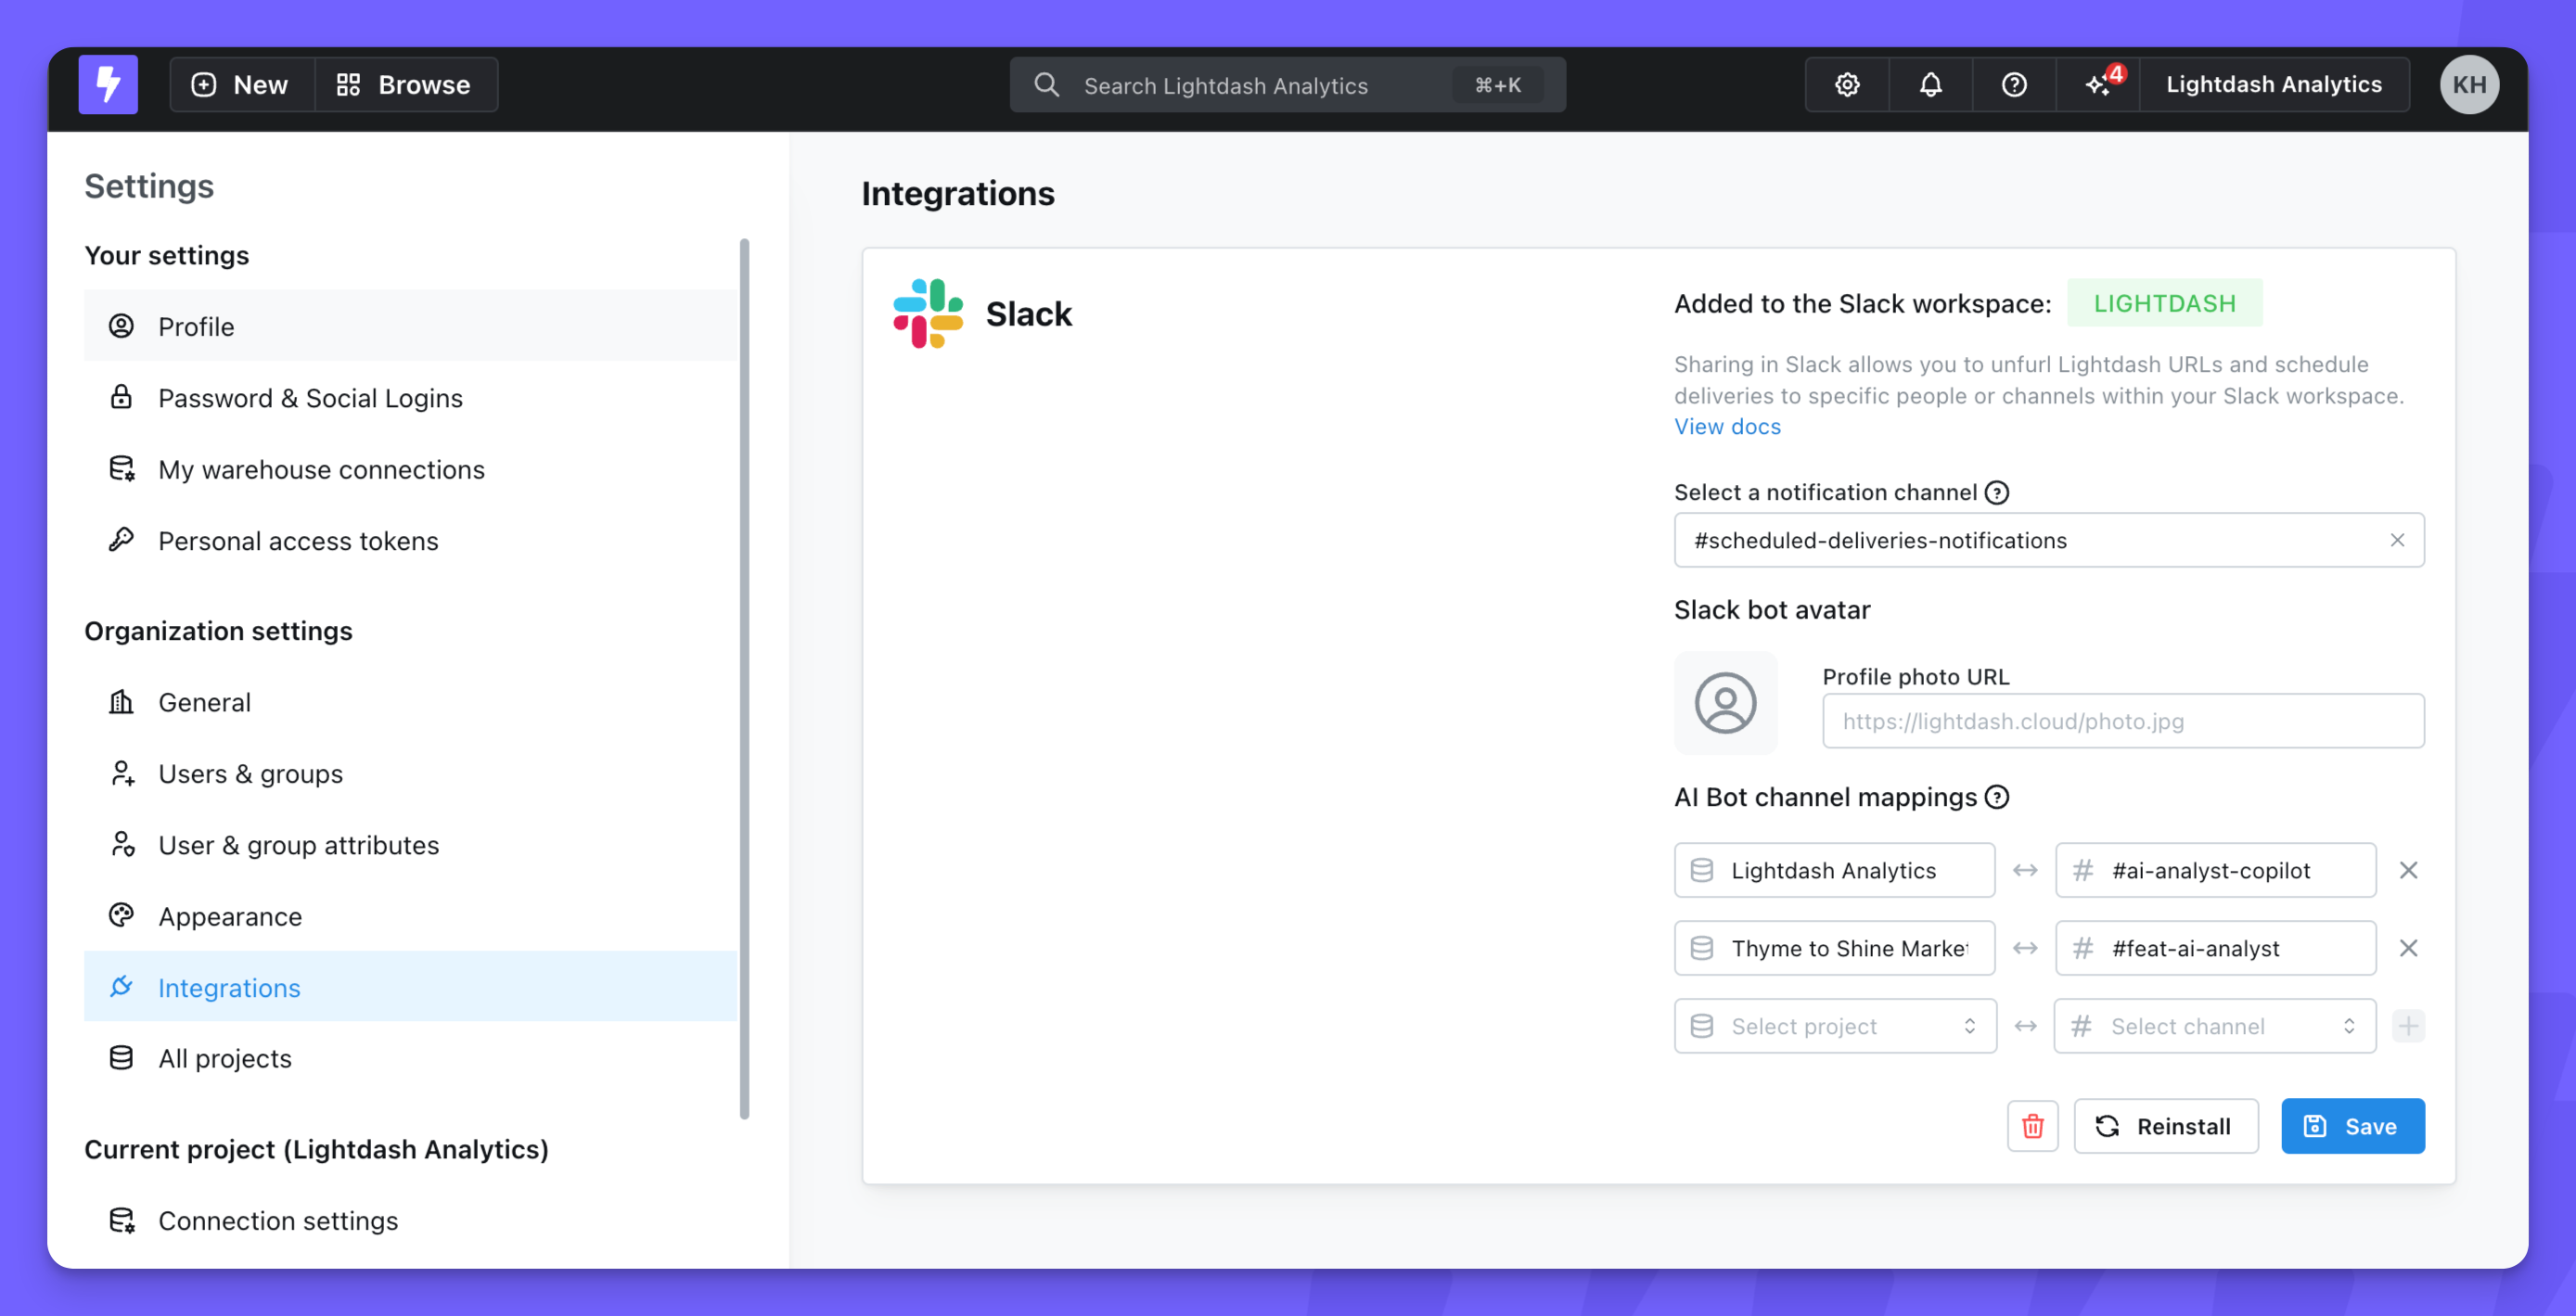 New
Browse
Search Lightdash Analytics
⌘+K
4
Lightdash Analytics
KH
Settings
Your settings
Profile
Password & Social Logins
My warehouse connections
Personal access tokens
Organization settings
General
Users & groups
User & group attributes
Appearance
Integrations
All projects
Current project (Lightdash Analytics)
Connection settings
Integrations
Slack
Added to the Slack workspace: LIGHTDASH
Sharing in Slack allows you to unfurl Lightdash URLs and schedule
deliveries to specific people or channels within your Slack workspace.
View docs
Select a notification channel
#scheduled-deliveries-notifications
Slack bot avatar
Profile photo URL
https://lightdash.cloud/photo.jpg
AI Bot channel mappings
Lightdash Analytics
#ai-analyst-copilot
Thyme to Shine Market
#feat-ai-analyst
Select project
Select channel
Reinstall
Save